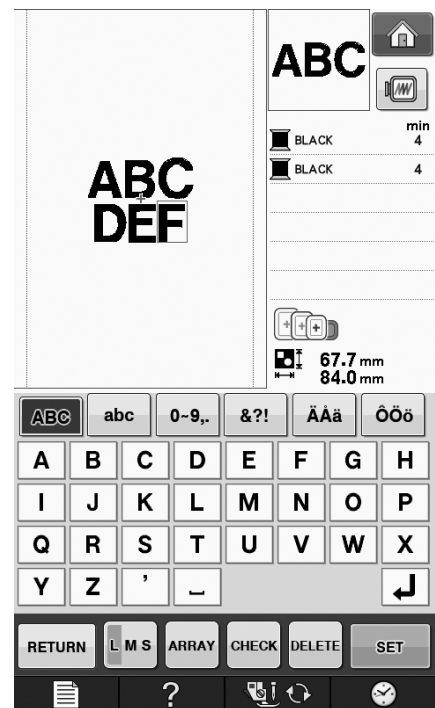 ABC
min
BLACK 4
BLACK 4
ABC
DEF
67.7 mm
84.0 mm
ABC abc 0~9,. &?! ÄÅä ÔÖö
A B C D E F G H
I J K L M N O P
Q R S T U V W X
Y Z ' ⎵
RETURN L M S ARRAY CHECK DELETE SET
?